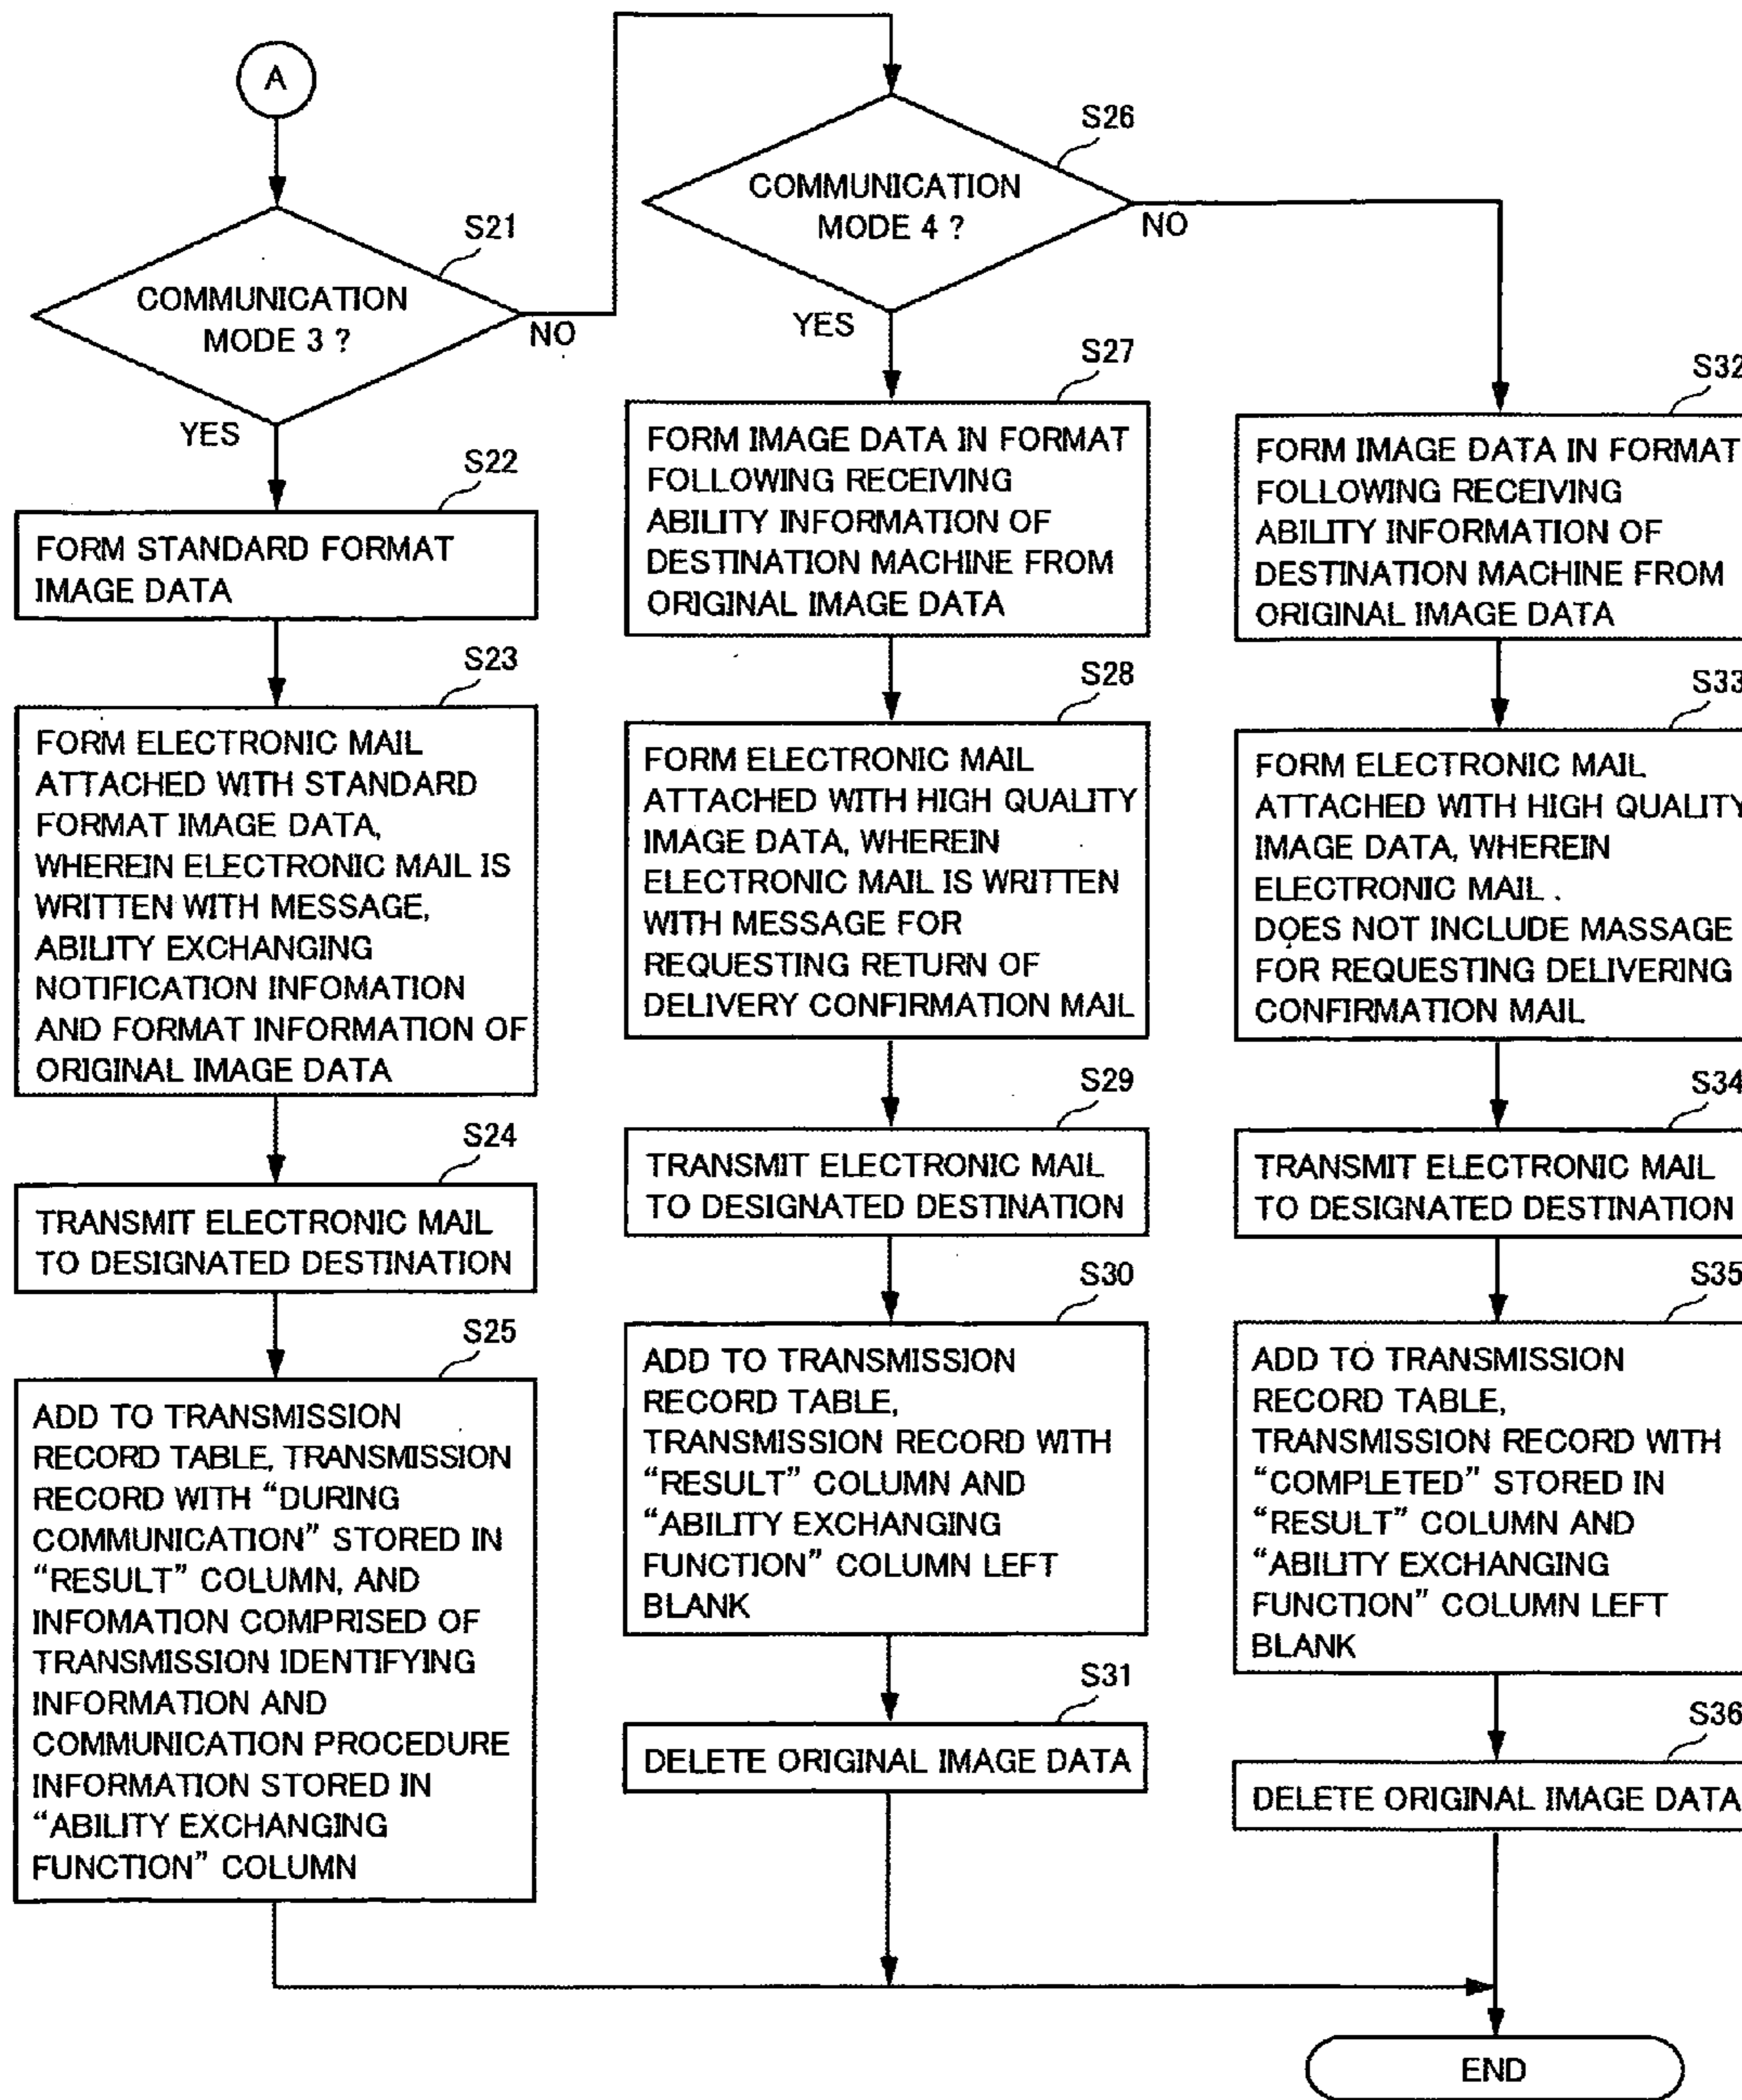 A
S21
COMMUNICATION
MODE 3 ?
NO
YES
S22
FORM STANDARD FORMAT
IMAGE DATA
S23
FORM ELECTRONIC MAIL
ATTACHED WITH STANDARD
FORMAT IMAGE DATA,
WHEREIN ELECTRONIC MAIL IS
WRITTEN WITH MESSAGE,
ABILITY EXCHANGING
NOTIFICATION INFOMATION
AND FORMAT INFORMATION OF
ORIGINAL IMAGE DATA
S24
TRANSMIT ELECTRONIC MAIL
TO DESIGNATED DESTINATION
S25
ADD TO TRANSMISSION
RECORD TABLE, TRANSMISSION
RECORD WITH “DURING
COMMUNICATION” STORED IN
“RESULT” COLUMN, AND
INFOMATION COMPRISED OF
TRANSMISSION IDENTIFYING
INFORMATION AND
COMMUNICATION PROCEDURE
INFORMATION STORED IN
“ABILITY EXCHANGING
FUNCTION” COLUMN
S26
COMMUNICATION
MODE 4 ?
NO
YES
S27
FORM IMAGE DATA IN FORMAT
FOLLOWING RECEIVING
ABILITY INFORMATION OF
DESTINATION MACHINE FROM
ORIGINAL IMAGE DATA
S28
FORM ELECTRONIC MAIL
ATTACHED WITH HIGH QUALITY
IMAGE DATA, WHEREIN
ELECTRONIC MAIL IS WRITTEN
WITH MESSAGE FOR
REQUESTING RETURN OF
DELIVERY CONFIRMATION MAIL
S29
TRANSMIT ELECTRONIC MAIL
TO DESIGNATED DESTINATION
S30
ADD TO TRANSMISSION
RECORD TABLE,
TRANSMISSION RECORD WITH
“RESULT” COLUMN AND
“ABILITY EXCHANGING
FUNCTION” COLUMN LEFT
BLANK
S31
DELETE ORIGINAL IMAGE DATA
S32
FORM IMAGE DATA IN FORMAT
FOLLOWING RECEIVING
ABILITY INFORMATION OF
DESTINATION MACHINE FROM
ORIGINAL IMAGE DATA
S33
FORM ELECTRONIC MAIL
ATTACHED WITH HIGH QUALITY
IMAGE DATA, WHEREIN
ELECTRONIC MAIL
DOES NOT INCLUDE MASSAGE
FOR REQUESTING DELIVERING
CONFIRMATION MAIL
S34
TRANSMIT ELECTRONIC MAIL
TO DESIGNATED DESTINATION
S35
ADD TO TRANSMISSION
RECORD TABLE,
TRANSMISSION RECORD WITH
“COMPLETED” STORED IN
“RESULT” COLUMN AND
“ABILITY EXCHANGING
FUNCTION” COLUMN LEFT
BLANK
S36
DELETE ORIGINAL IMAGE DATA
END